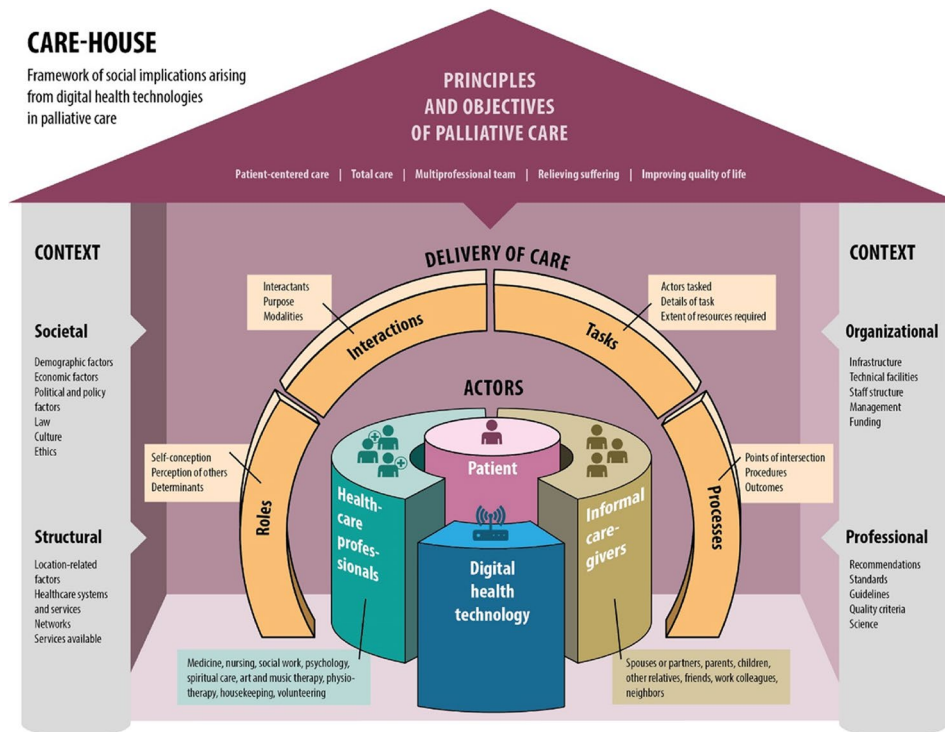 CARE-HOUSE
Framework of social implications arising
from digital health technologies
in palliative care
PRINCIPLES
AND OBJECTIVES
OF PALLIATIVE CARE
Patient-centered care | Total care | Multiprofessional team | Relieving suffering | Improving quality of life
CONTEXT
Societal
Demographic factors
Economic factors
Political and policy
factors
Law
Culture
Ethics
Structural
Location-related
factors
Healthcare systems
and services
Networks
Services available
DELIVERY OF CARE
Interactants
Purpose
Modalities
Interactions
Actors tasked
Details of task
Extent of resources required
Tasks
Self-conception
Perception of others
Determinants
Roles
Points of intersection
Procedures
Outcomes
Processes
ACTORS
Patient
Health-
care profes-
sionals
Informal
care-
givers
Digital
health
technology
Medicine, nursing, social work, psychology,
spiritual care, art and music therapy, physio-
therapy, housekeeping, volunteering
Spouses or partners, parents, children,
other relatives, friends, work colleagues,
neighbors
CONTEXT
Organizational
Infrastructure
Technical facilities
Staff structure
Management
Funding
Professional
Recommendations
Standards
Guidelines
Quality criteria
Science